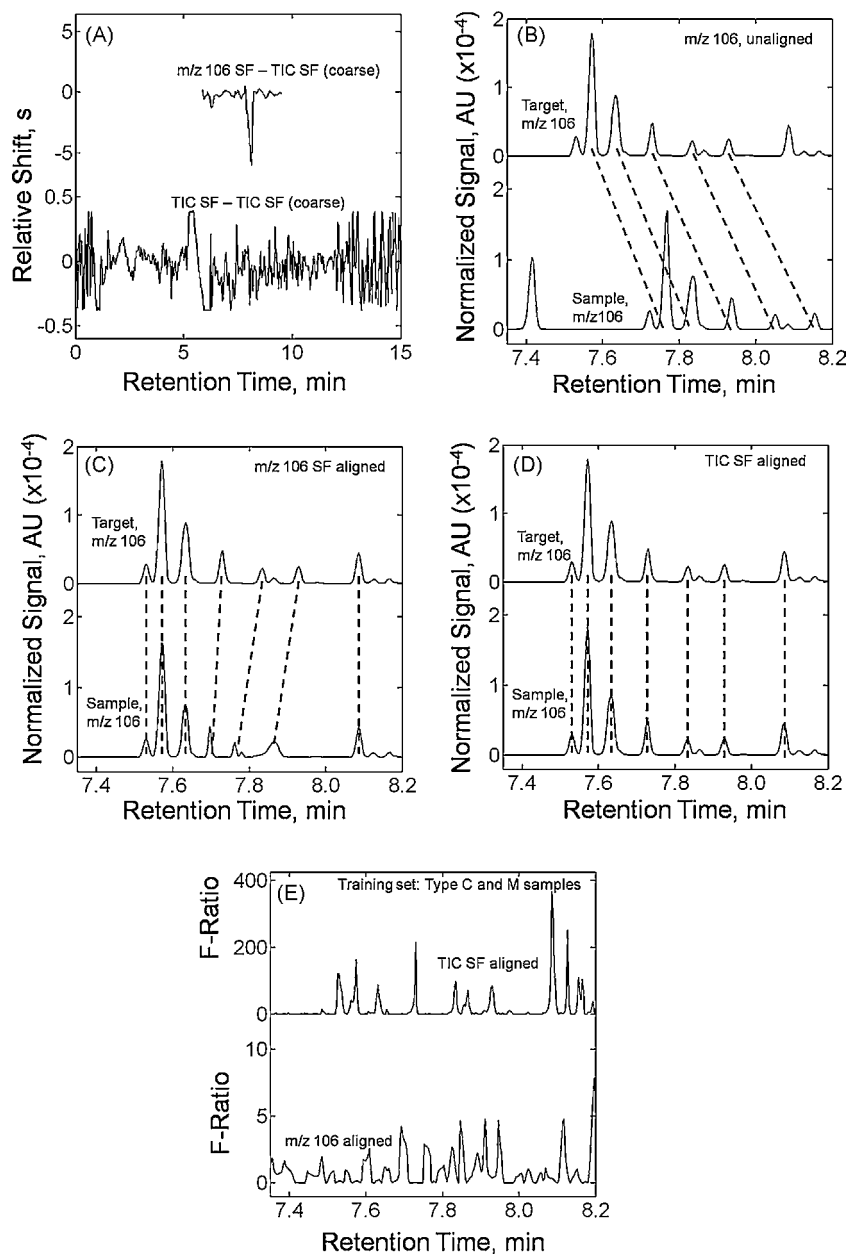 (A)
5
0
-5
0.5
0
-0.5
Relative Shift, s
m/z 106 SF – TIC SF (coarse)
TIC SF – TIC SF (coarse)
0 5 10 15
Retention Time, min
(B)
m/z 106, unaligned
Normalized Signal, AU (x10-4)
2
1
0
2
1
0
Target,
m/z 106
Sample,
m/z106
7.4 7.6 7.8 8.0 8.2
Retention Time, min
(C)
m/z 106 SF aligned
Normalized Signal, AU (x10-4)
2
1
0
2
1
0
Target,
m/z 106
Sample,
m/z 106
7.4 7.6 7.8 8.0 8.2
Retention Time, min
(D)
TIC SF aligned
Normalized Signal, AU (x10-4)
2
1
0
2
1
0
Target,
m/z 106
Sample,
m/z 106
7.4 7.6 7.8 8.0 8.2
Retention Time, min
(E)
Training set: Type C and M samples
F-Ratio
400
200
0
TIC SF aligned
F-Ratio
10
5
0
m/z 106 aligned
7.4 7.6 7.8 8.0 8.2
Retention Time, min